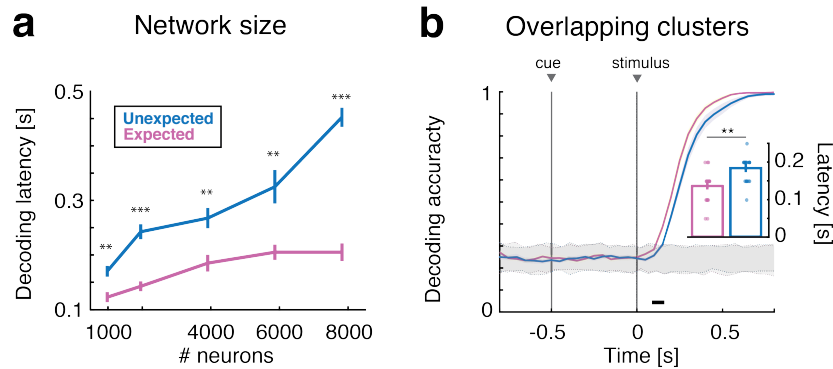 a
Network size
0.5
0.3
0.1
Decoding latency [s]
Unexpected
Expected
**
***
**
**
***
1000
4000
6000
8000
# neurons
b
Overlapping clusters
cue
stimulus
1
0
Decoding accuracty
**
0.2
0.1
0
Latency [s]
-0.5
0
0.5
Time [s]